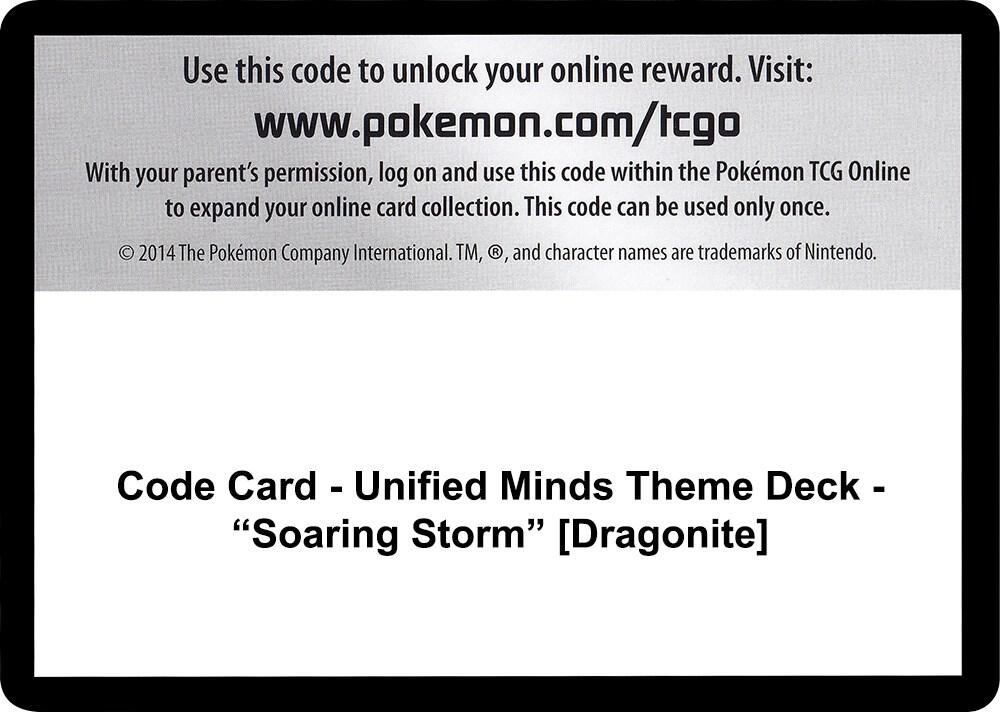 Use this code to unlock your online reward. Visit:
www.pokemon.com/tcgo
With your parent's permission, log on and use this code within the Pokémon TCG Online
to expand your online card collection. This code can be used only once.
© 2014 The Pokémon Company International. TM, ®, and character names are trademarks of Nintendo.
Code Card - Unified Minds Theme Deck -
“Soaring Storm” [Dragonite]